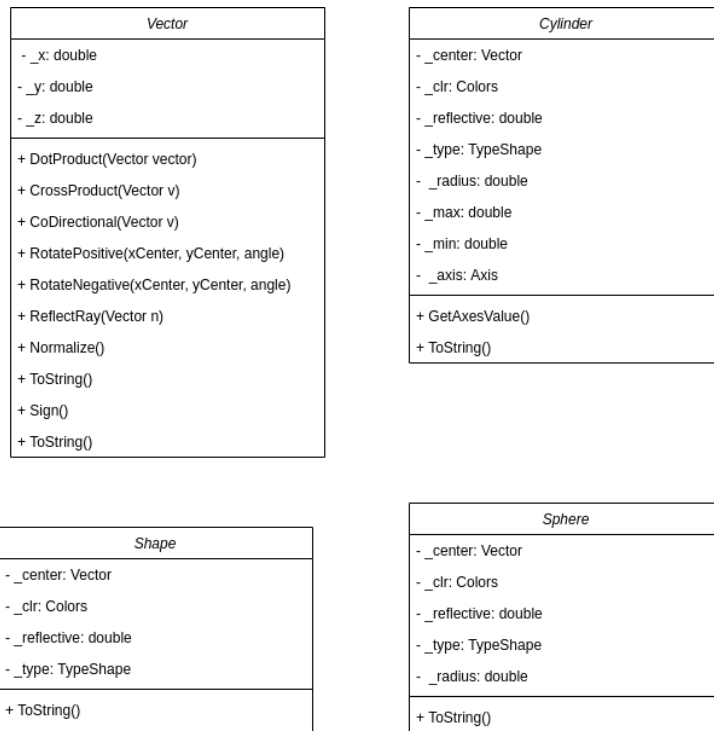 Vector
- _x: double
- _y: double
- _z: double
+ DotProduct(Vector vector)
+ CrossProduct(Vector v)
+ CoDirectional(Vector v)
+ RotatePositive(xCenter, yCenter, angle)
+ RotateNegative(xCenter, yCenter, angle)
+ ReflectRay(Vector n)
+ Normalize()
+ ToString()
+ Sign()
+ ToString()
Cylinder
- _center: Vector
- _clr: Colors
- _reflective: double
- _type: TypeShape
- _radius: double
- _max: double
- _min: double
- _axis: Axis
+ GetAxesValue()
+ ToString()
Shape
- _center: Vector
- _clr: Colors
- _reflective: double
- _type: TypeShape
+ ToString()
Sphere
- _center: Vector
- _clr: Colors
- _reflective: double
- _type: TypeShape
- _radius: double
+ ToString()